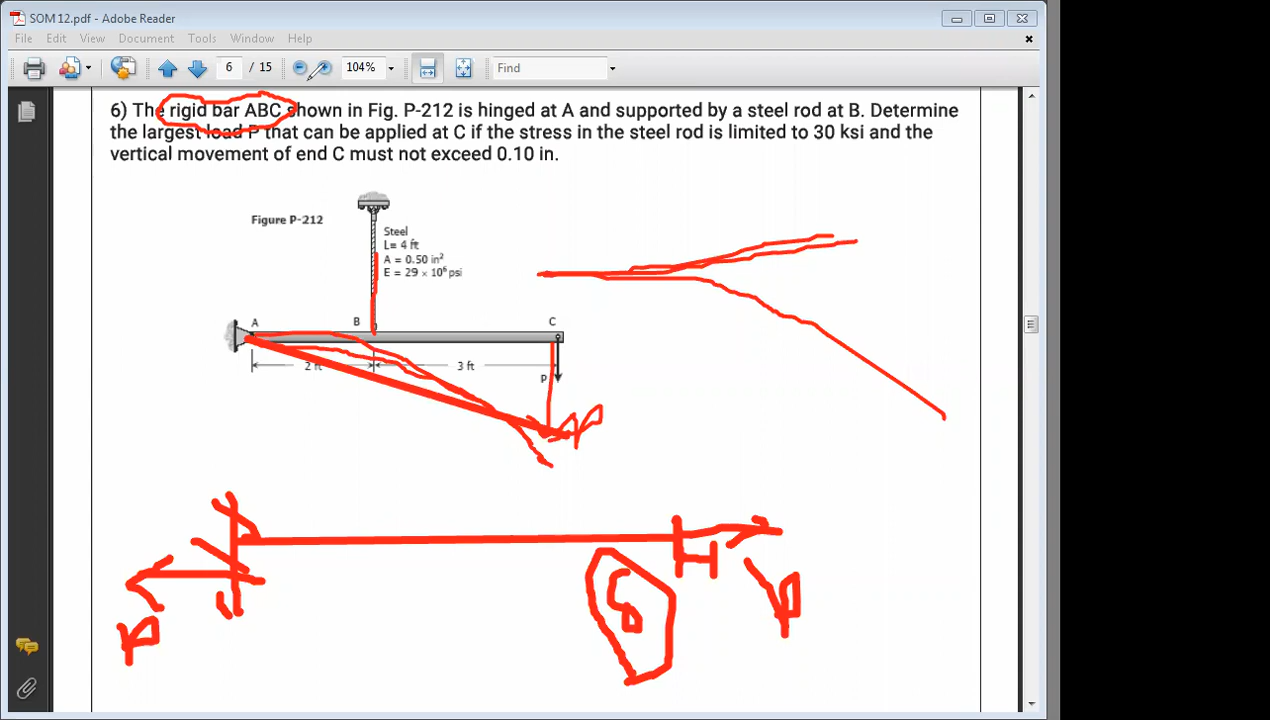 SOM 12.pdf - Adobe Reader
File Edit View Document Tools Window Help
6 / 15 104% Find
6) The rigid bar ABC shown in Fig. P-212 is hinged at A and supported by a steel rod at B. Determine
the largest load P that can be applied at C if the stress in the steel rod is limited to 30 ksi and the
vertical movement of end C must not exceed 0.10 in.
Figure P-212
Steel
L= 4 ft
A = 0.50 in²
E = 29 × 10⁶ psi
A B C
2 ft 3 ft
P
P δ P